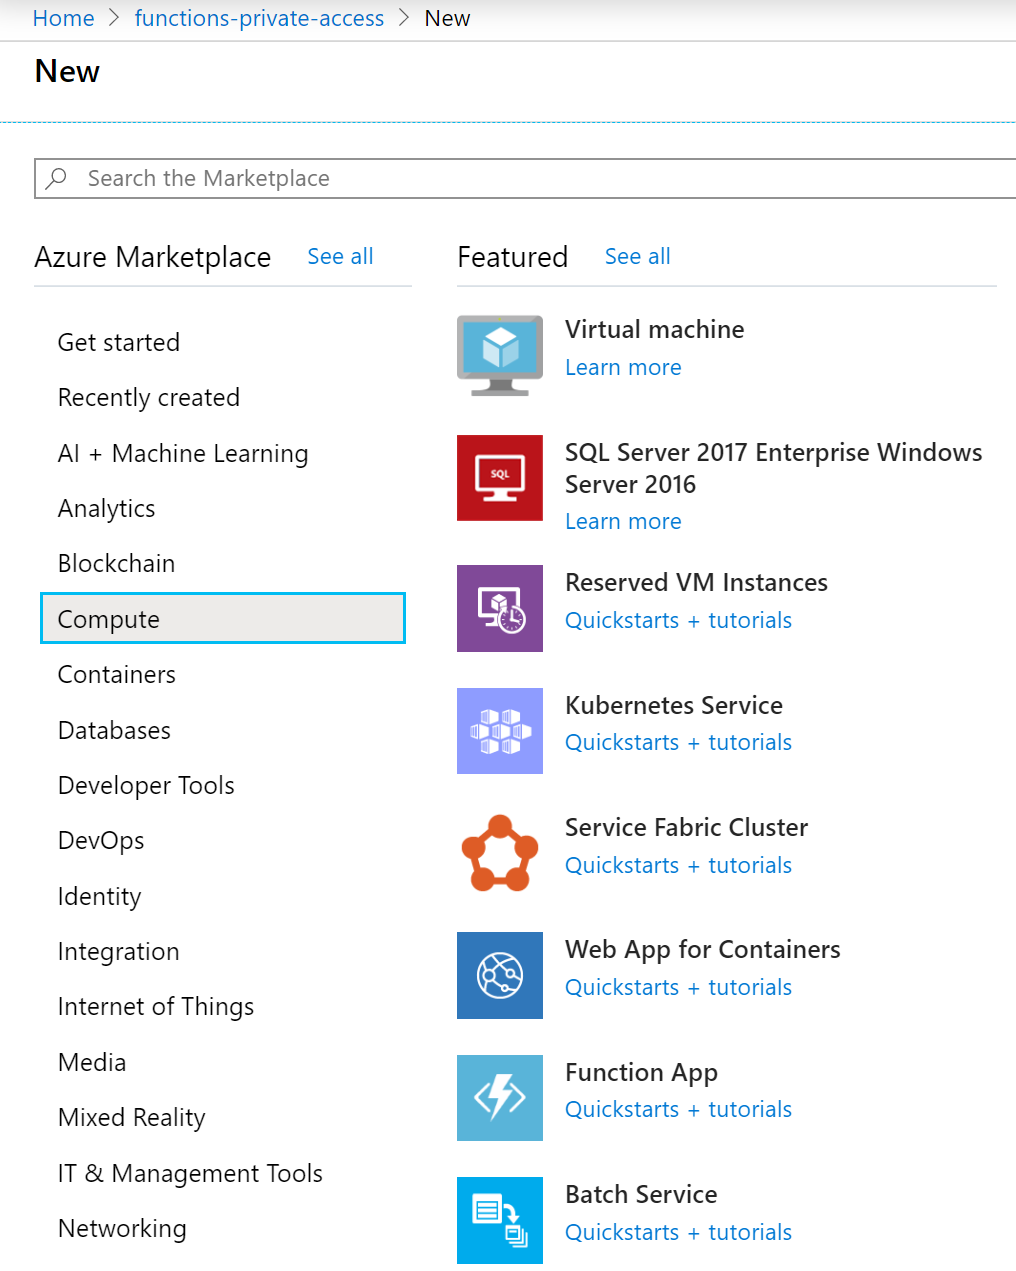 Home > functions-private-access > New
New
Search the Marketplace
Azure Marketplace See all
Get started
Recently created
AI + Machine Learning
Analytics
Blockchain
Compute
Containers
Databases
Developer Tools
DevOps
Identity
Integration
Internet of Things
Media
Mixed Reality
IT & Management Tools
Networking
Featured See all
Virtual machine
Learn more
SQL
SQL Server 2017 Enterprise Windows
Server 2016
Learn more
Reserved VM Instances
Quickstarts + tutorials
Kubernetes Service
Quickstarts + tutorials
Service Fabric Cluster
Quickstarts + tutorials
Web App for Containers
Quickstarts + tutorials
Function App
Quickstarts + tutorials
Batch Service
Quickstarts + tutorials